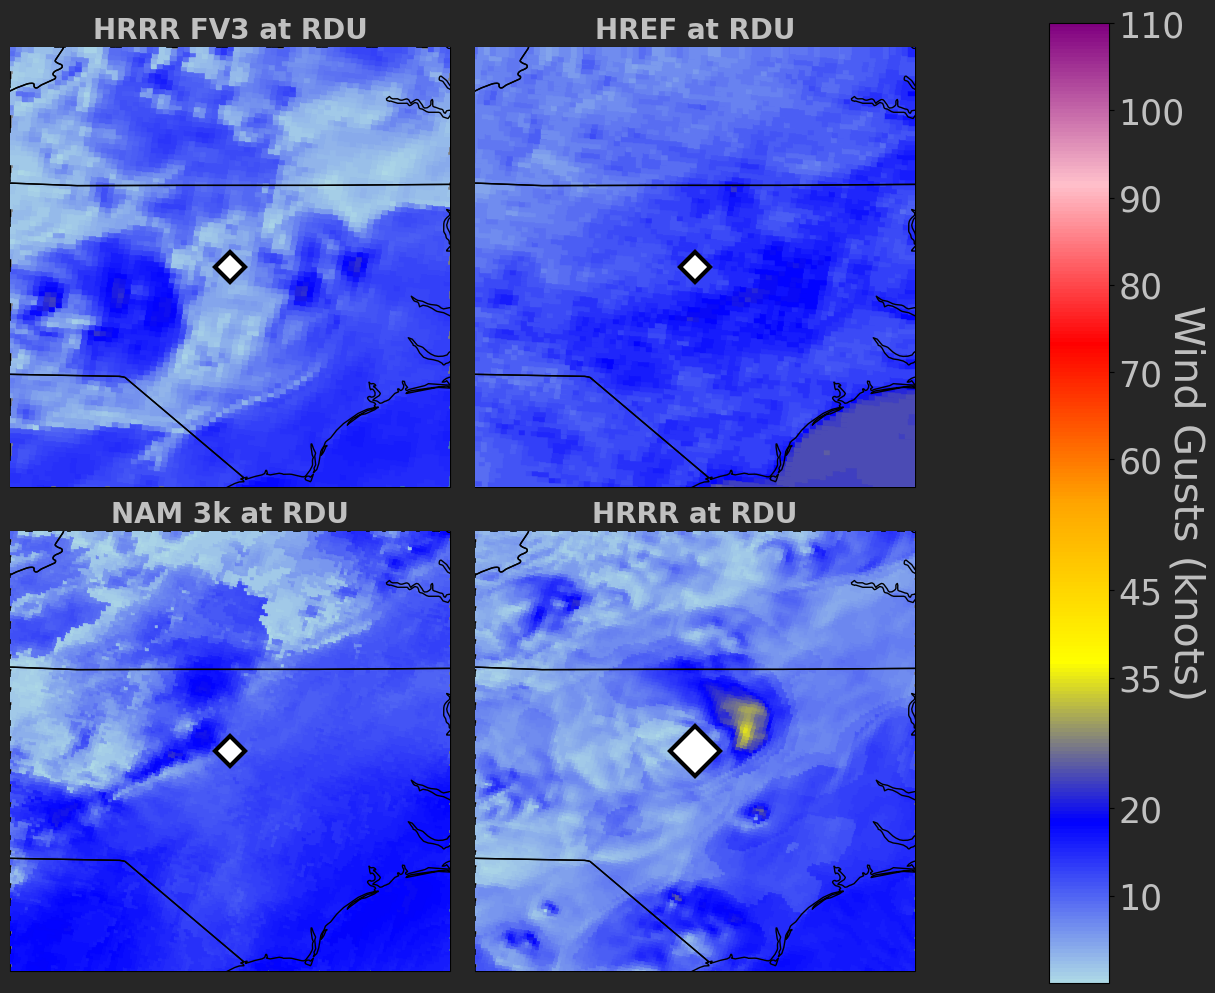 HRRR FV3 at RDU
HREF at RDU
NAM 3k at RDU
HRRR at RDU
110
100
90
80
70
60
45
35
20
10
Wind Gusts (knots)